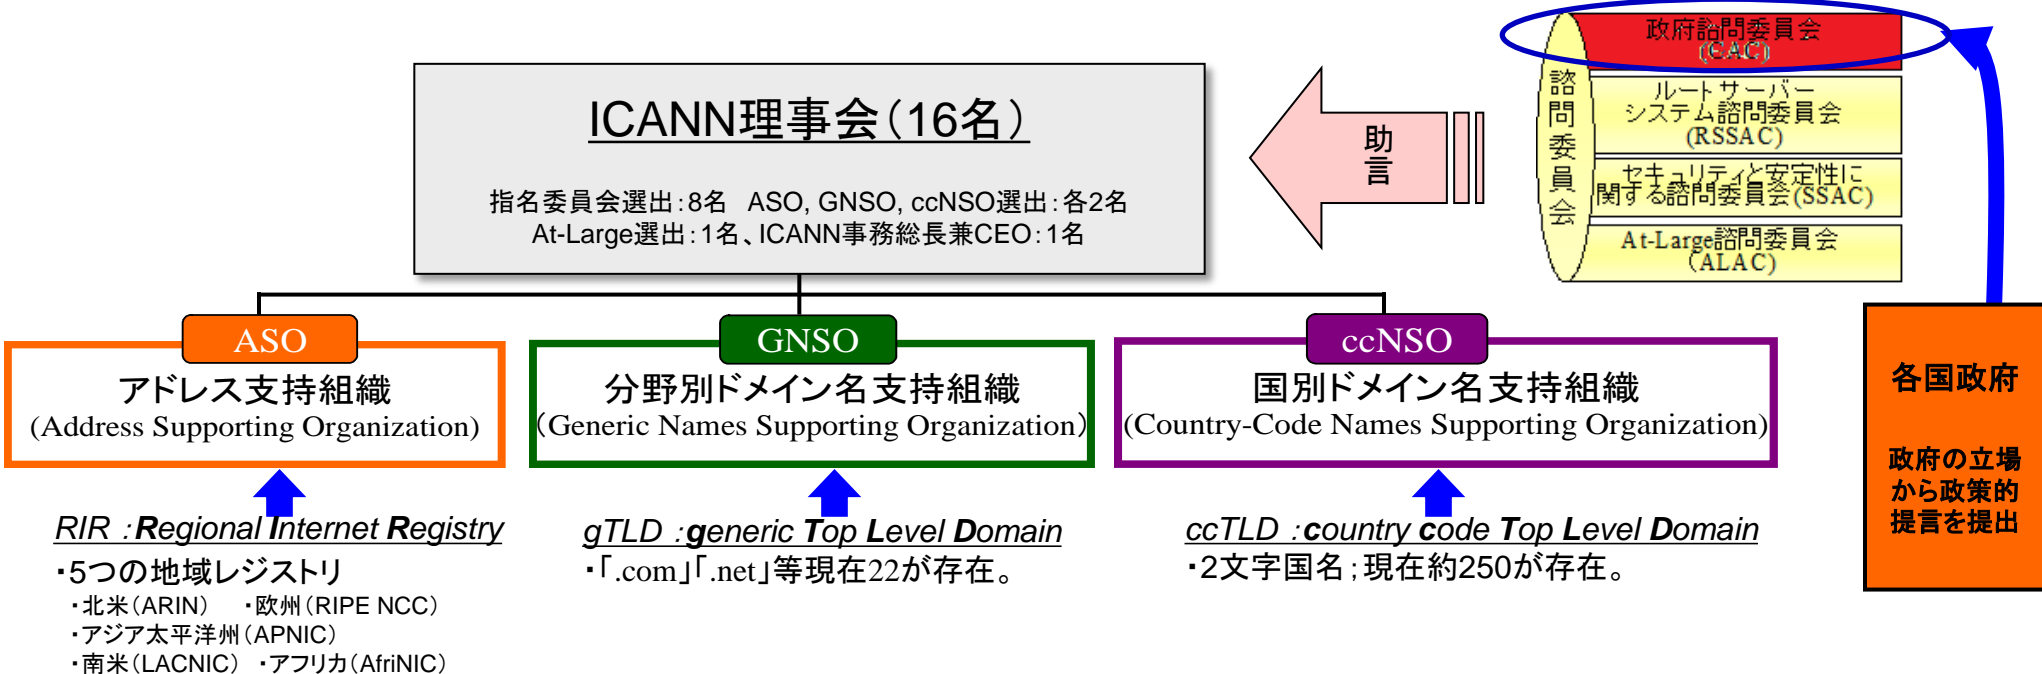 ICANN理事会（16名）
指名委員会選出：8名　ASO, GNSO, ccNSO選出：各2名
At-Large選出：1名、ICANN事務総長兼CEO：1名
助言
諮問委員会
政府諮問委員会
(GAC)
ルートサーバー
システム諮問委員会
(RSSAC)
セキュリティと安定性に
関する諮問委員会(SSAC)
At-Large諮問委員会
(ALAC)
ASO
アドレス支持組織
(Address Supporting Organization)
GNSO
分野別ドメイン名支持組織
（Generic Names Supporting Organization）
ccNSO
国別ドメイン名支持組織
(Country-Code Names Supporting Organization)
各国政府
政府の立場
から政策的
提言を提出
RIR：Regional Internet Registry
・5つの地域レジストリ
・北米（ARIN）　・欧州（RIPE NCC）
・アジア太平洋州（APNIC）
・南米（LACNIC）　・アフリカ（AfriNIC）
gTLD：generic Top Level Domain
・「.com」「.net」等現在22が存在。
ccTLD：country code Top Level Domain
・2文字国名；現在約250が存在。